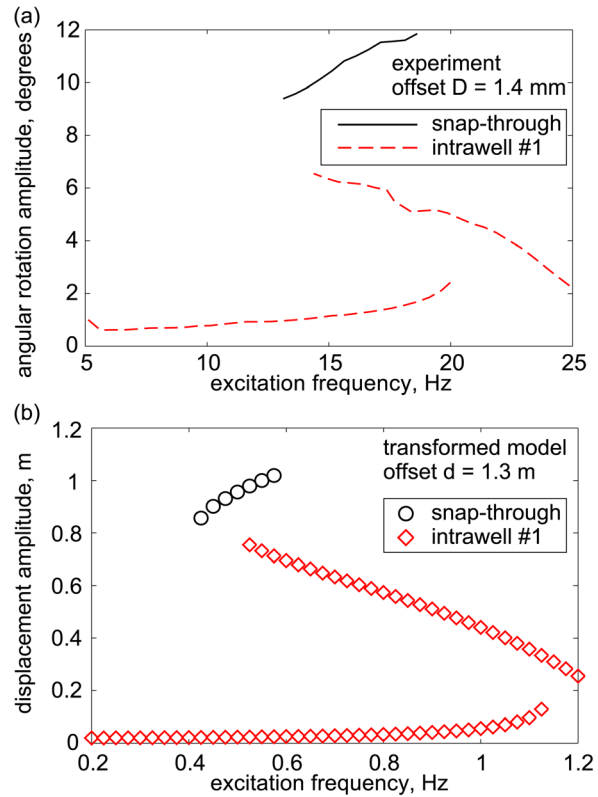 (a)
12
10
8
6
4
2
0
angular rotation amplitude, degrees
experiment
offset D = 1.4 mm
snap-through
intrawell #1
5
10
15
20
25
excitation frequency, Hz
(b)
1.2
1
0.8
0.6
0.4
0.2
0
displacement amplitude, m
transformed model
offset d = 1.3 m
snap-through
intrawell #1
0.2
0.4
0.6
0.8
1
1.2
excitation frequency, Hz